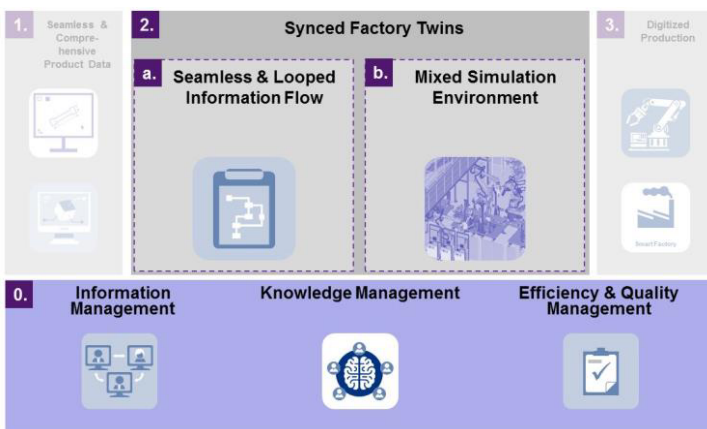 1.
Seamless &
Compre-
hensive
Product Data
2.
Synced Factory Twins
a.
Seamless & Looped
Information Flow
b.
Mixed Simulation
Environment
3.
Digitized
Production
Smart Factory
0.
Information
Management
Knowledge Management
Efficiency & Quality
Management